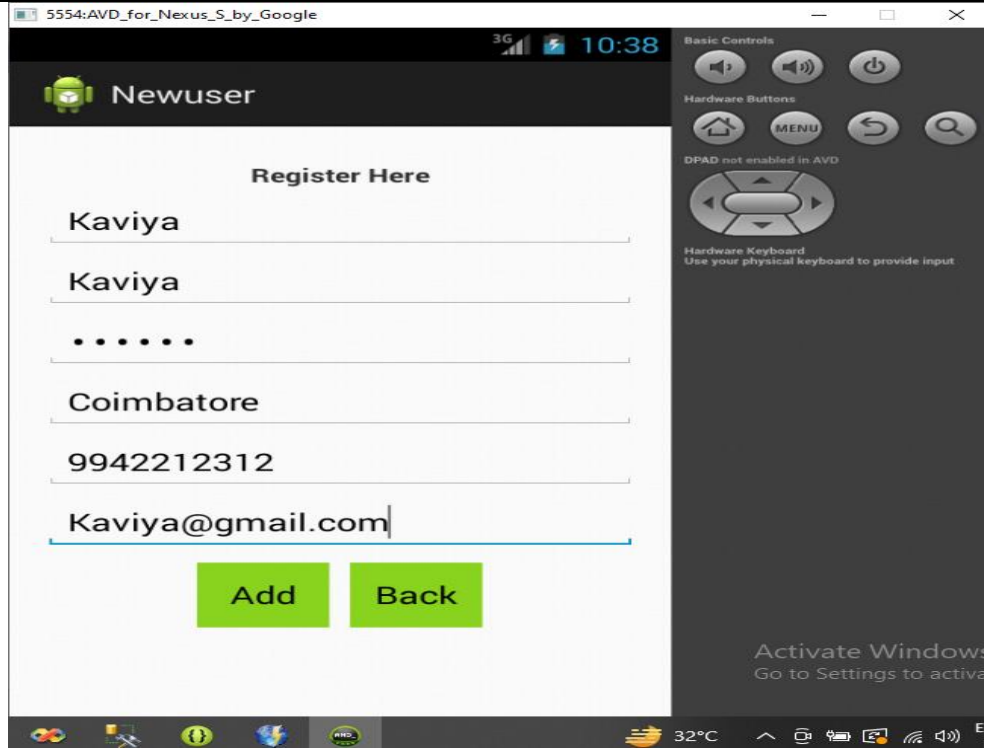 5554:AVD_for_Nexus_S_by_Google
3G 10:38
Newuser
Register Here
Kaviya
Kaviya
••••••
Coimbatore
9942212312
Kaviya@gmail.com
Add Back
Basic Controls
Hardware Buttons
MENU
DPAD not enabled in AVD
Hardware Keyboard
Use your physical keyboard to provide input
Activate Windows
Go to Settings to activa
32°C
E